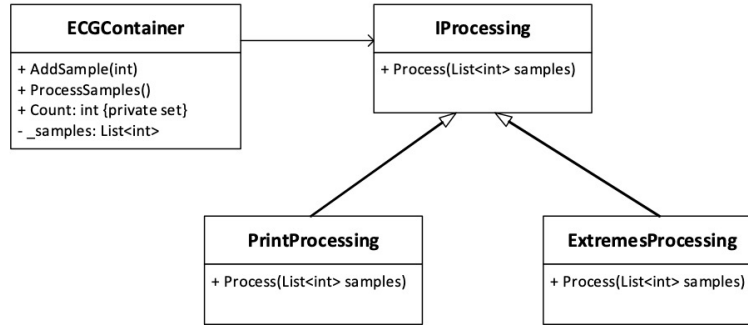 ECGContainer
+ AddSample(int)
+ ProcessSamples()
+ Count: int {private set}
- _samples: List<int>
IProcessing
+ Process(List<int> samples)
PrintProcessing
+ Process(List<int> samples)
ExtremesProcessing
+ Process(List<int> samples)